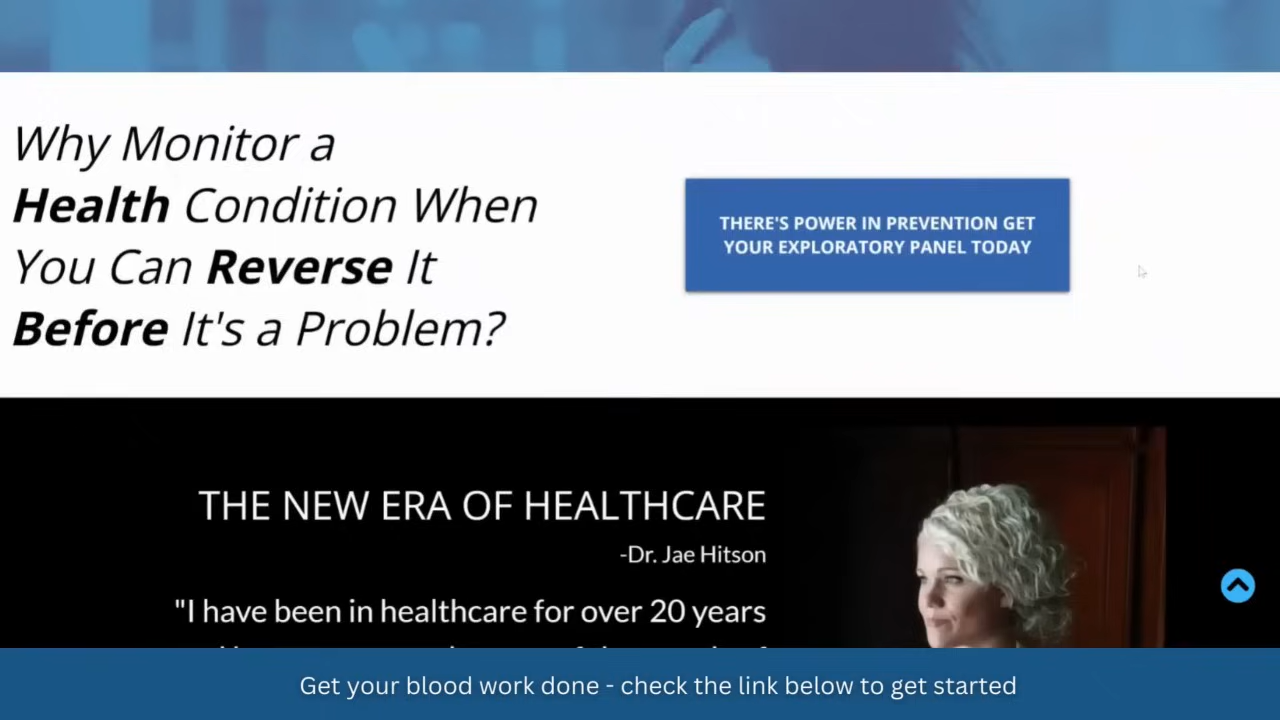 Why Monitor a
Health Condition When
You Can Reverse It
Before It's a Problem?
THERE'S POWER IN PREVENTION GET
YOUR EXPLORATORY PANEL TODAY
THE NEW ERA OF HEALTHCARE
-Dr. Jae Hitson
"I have been in healthcare for over 20 years
Get your blood work done - check the link below to get started